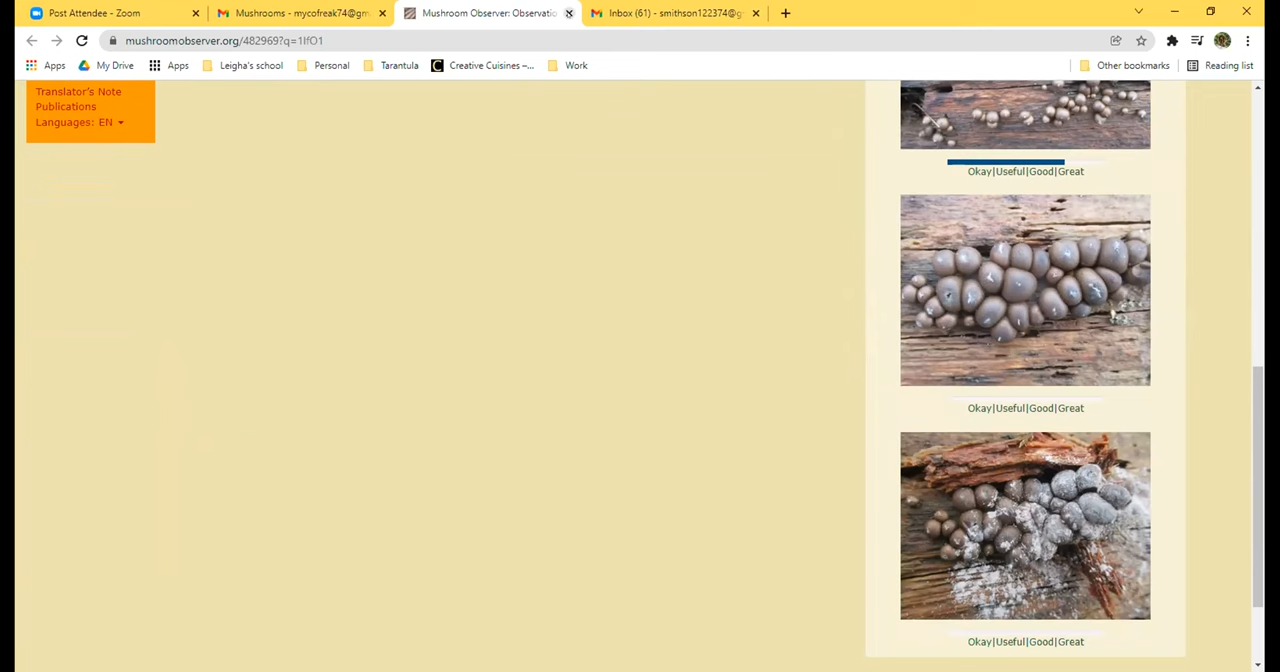 Post Attendee - Zoom
Mushrooms - mycofreak74@gm
Mushroom Observer: Observatio
Inbox (61) - smithson122374@g
mushroomobserver.org/482969?q=1IfO1
Apps My Drive Apps Leigha's school Personal Tarantula Creative Cuisines –... Work Other bookmarks Reading list
Translator's Note
Publications
Languages: EN
Okay|Useful|Good|Great
Okay|Useful|Good|Great
Okay|Useful|Good|Great